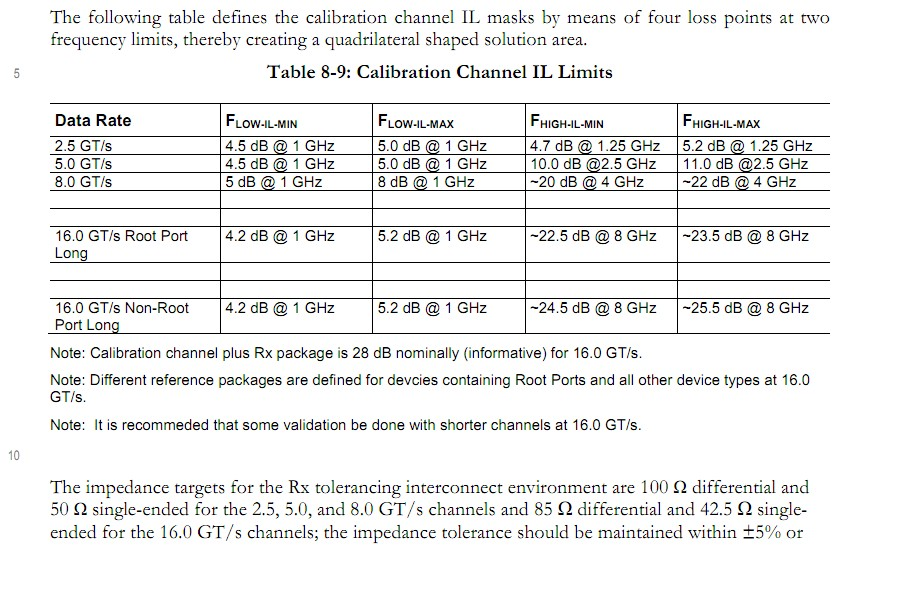 The following table defines the calibration channel IL masks by means of four loss points at two
frequency limits, thereby creating a quadrilateral shaped solution area.
5
Table 8-9: Calibration Channel IL Limits
Data Rate FLOW-IL-MIN FLOW-IL-MAX FHIGH-IL-MIN FHIGH-IL-MAX
2.5 GT/s 4.5 dB @ 1 GHz 5.0 dB @ 1 GHz 4.7 dB @ 1.25 GHz 5.2 dB @ 1.25 GHz
5.0 GT/s 4.5 dB @ 1 GHz 5.0 dB @ 1 GHz 10.0 dB @2.5 GHz 11.0 dB @2.5 GHz
8.0 GT/s 5 dB @ 1 GHz 8 dB @ 1 GHz ~20 dB @ 4 GHz ~22 dB @ 4 GHz
16.0 GT/s Root Port 4.2 dB @ 1 GHz 5.2 dB @ 1 GHz ~22.5 dB @ 8 GHz ~23.5 dB @ 8 GHz
Long
16.0 GT/s Non-Root 4.2 dB @ 1 GHz 5.2 dB @ 1 GHz ~24.5 dB @ 8 GHz ~25.5 dB @ 8 GHz
Port Long
Note: Calibration channel plus Rx package is 28 dB nominally (informative) for 16.0 GT/s.
Note: Different reference packages are defined for devcies containing Root Ports and all other device types at 16.0
GT/s.
Note: It is recommeded that some validation be done with shorter channels at 16.0 GT/s.
10
The impedance targets for the Rx tolerancing interconnect environment are 100 Ω differential and
50 Ω single-ended for the 2.5, 5.0, and 8.0 GT/s channels and 85 Ω differential and 42.5 Ω single-
ended for the 16.0 GT/s channels; the impedance tolerance should be maintained within ±5% or